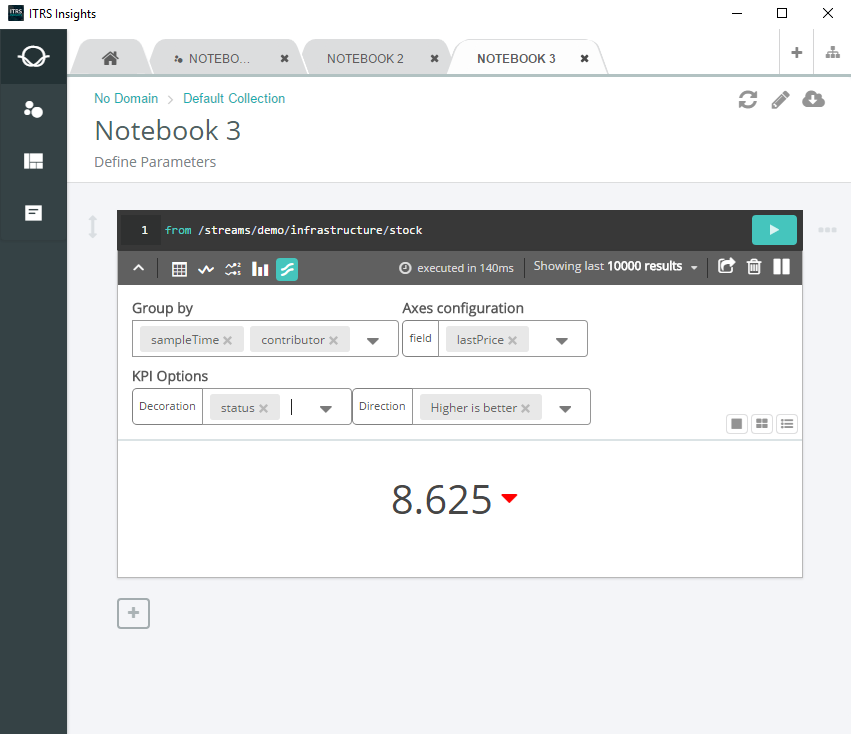 ITRS Insights
NOTEBO... NOTEBOOK 2 NOTEBOOK 3
No Domain Default Collection
Notebook 3
Define Parameters
1 from /streams/demo/infrastructure/stock
executed in 140ms Showing last 10000 results
Group by Axes configuration
sampleTime contributor field lastPrice
KPI Options
Decoration status Direction Higher is better
8.625